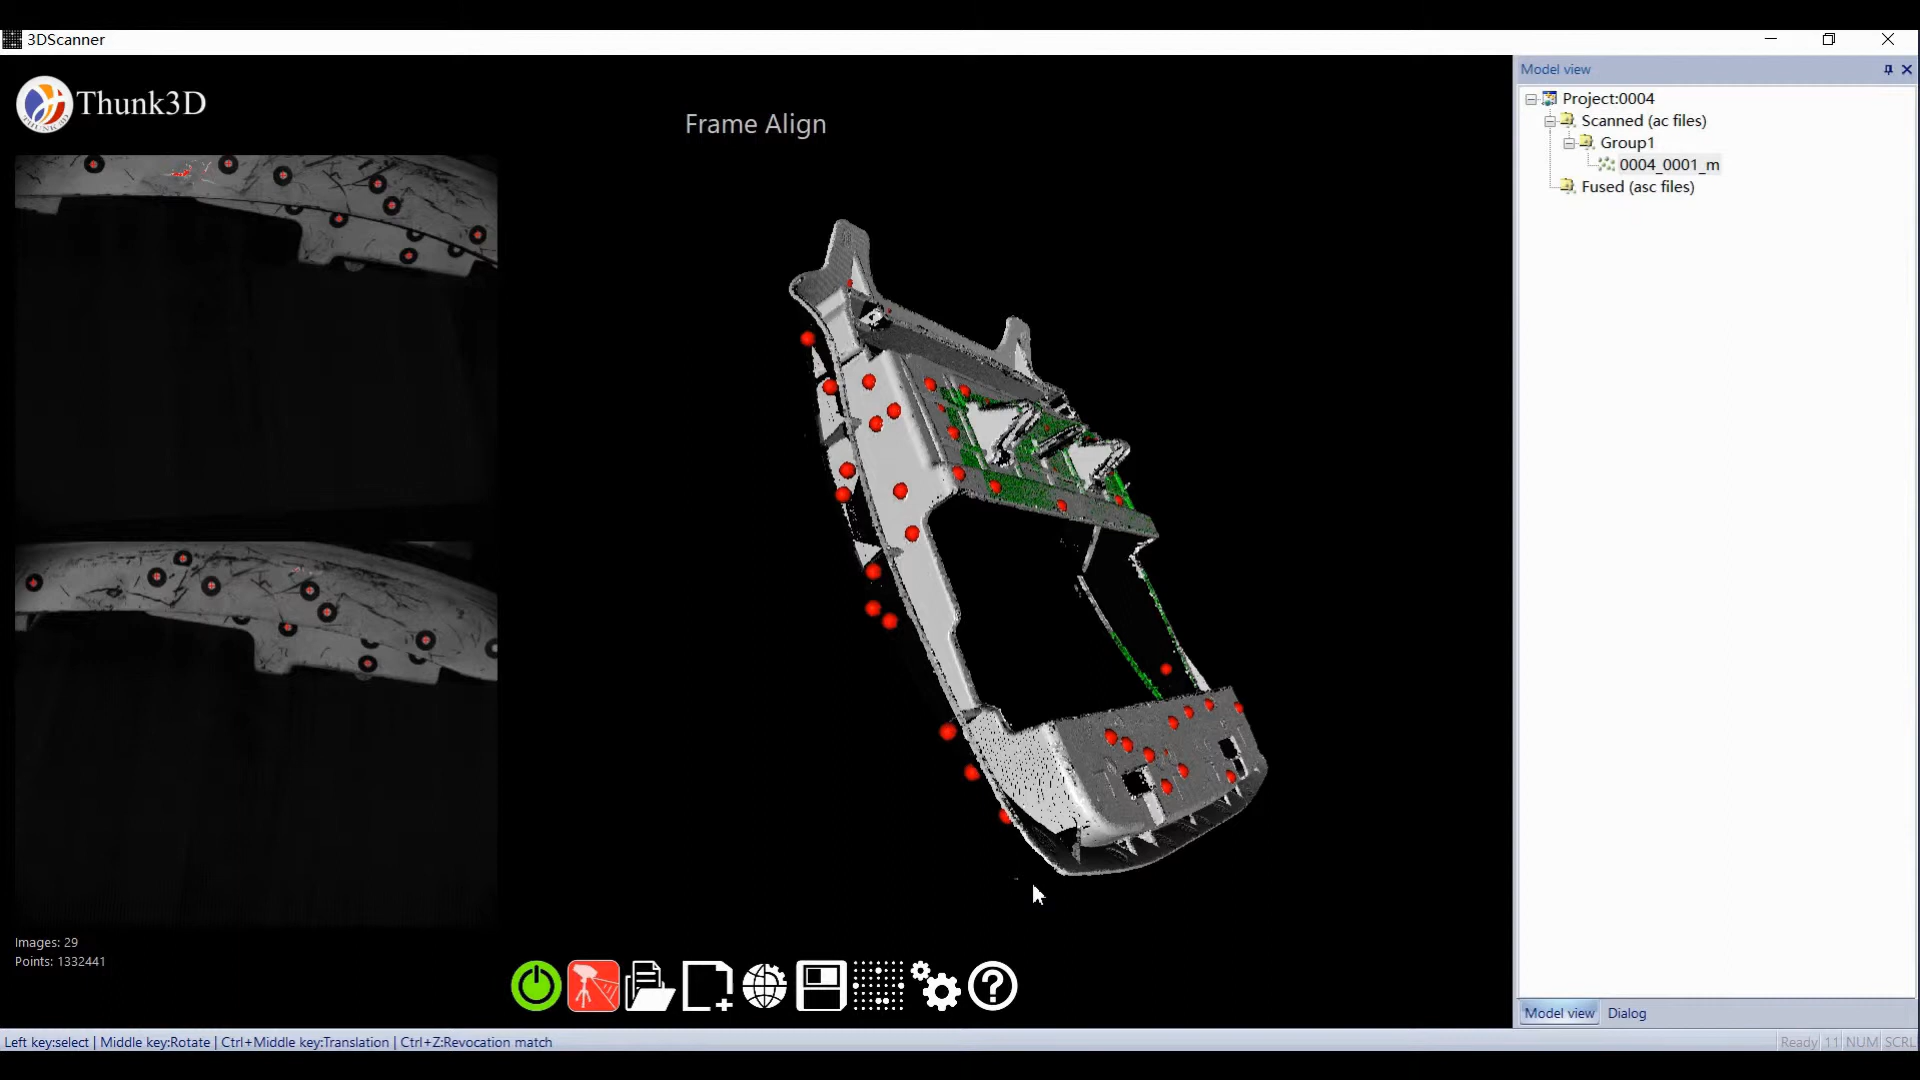 3DScanner
Thunk3D
Frame Align
Model view
Project:0004
Scanned (ac files)
Group1
0004_0001_m
Fused (asc files)
Images: 29
Points: 1332441
Model view
Dialog
Left key:select | Middle key:Rotate | Ctrl+Middle key:Translation | Ctrl+Z:Revocation match
Ready
11
NUM
SCRL